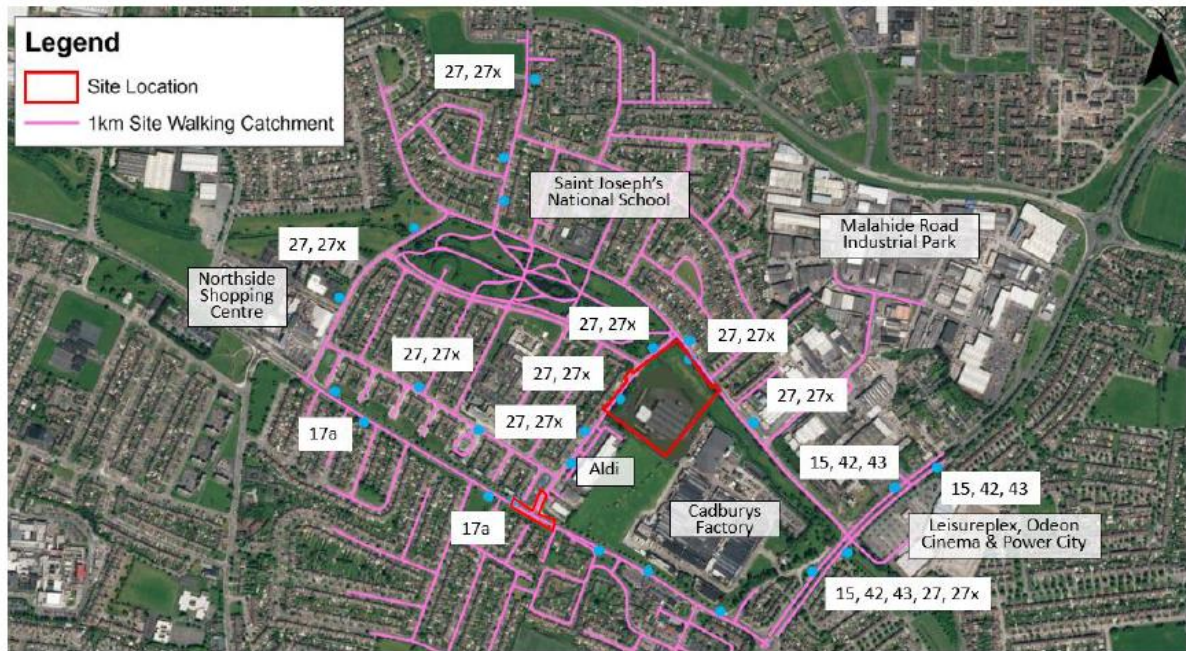 Legend
Site Location
1km Site Walking Catchment
27, 27x
Saint Joseph's
National School
Malahide Road
Industrial Park
27, 27x
Northside
Shopping
Centre
27, 27x
27, 27x
27, 27x
27, 27x
27, 27x
27, 27x
17a
Aldi
15, 42, 43
15, 42, 43
17a
Cadburys
Factory
Leisureplex, Odeon
Cinema & Power City
15, 42, 43, 27, 27x